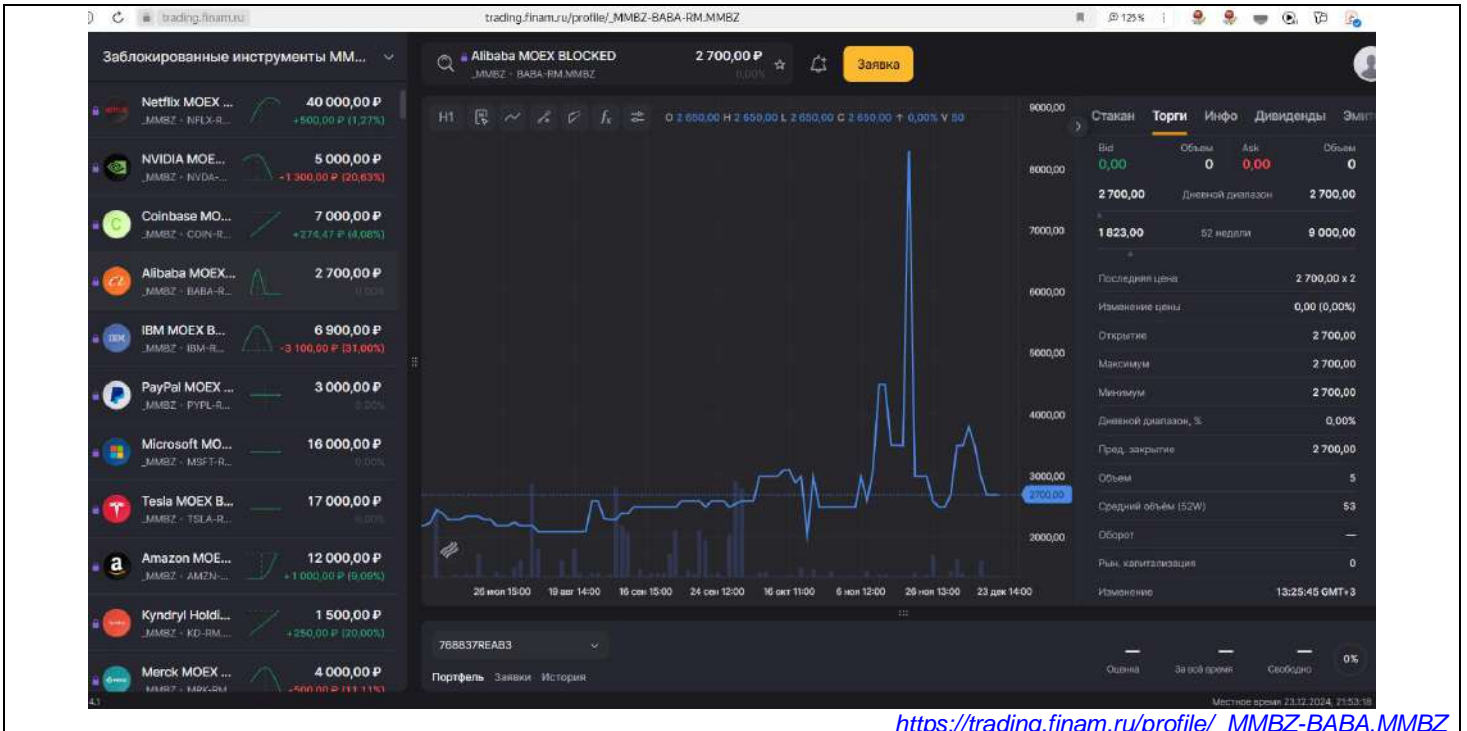 trading.finam.ru
trading.finam.ru/profile/_MMBZ-BABA-RM.MMBZ
125 %
Заблокированные инструменты ММ...
Netflix MOEX ...
40 000,00 ₽
_MMBZ · NFLX-R...
+500,00 ₽ (1,27%)
NVIDIA MOE...
5 000,00 ₽
_MMBZ · NVDA-...
-1 300,00 ₽ (20,63%)
Coinbase MO...
7 000,00 ₽
_MMBZ · COIN-R...
+274,47 ₽ (4,08%)
Alibaba MOEX...
2 700,00 ₽
_MMBZ · BABA-R...
0,00%
IBM MOEX B...
6 900,00 ₽
_MMBZ · IBM-R...
-3 100,00 ₽ (31,00%)
PayPal MOEX ...
3 000,00 ₽
_MMBZ · PYPL-R...
0,00%
Microsoft MO...
16 000,00 ₽
_MMBZ · MSFT-R...
0,00%
Tesla MOEX B...
17 000,00 ₽
_MMBZ · TSLA-R...
0,00%
Amazon MOE...
12 000,00 ₽
_MMBZ · AMZN-...
+1 000,00 ₽ (9,09%)
Kyndryl Holdi...
1 500,00 ₽
_MMBZ · KD-RM....
+250,00 ₽ (20,00%)
Merck MOEX ...
4 000,00 ₽
_MMBZ · MRK-RM
-500,00 ₽ (11,11%)
4.1
Alibaba MOEX BLOCKED
2 700,00 ₽
_MMBZ · BABA-RM.MMBZ
0,00%
Заявка
H1
O 2 650,00 H 2 650,00 L 2 650,00 C 2 650,00 0,00% V 50
9000,00
8000,00
7000,00
6000,00
5000,00
4000,00
3000,00
2700,00
2000,00
26 июл 15:00 19 авг 14:00 16 сен 15:00 24 сен 12:00 16 окт 11:00 6 ноя 12:00 26 ноя 13:00 23 дек 14:00
Стакан Торги Инфо Дивиденды Эмит
Bid Объем Ask Объем
0,00 0 0,00 0
2 700,00 Дневной диапазон 2 700,00
1 823,00 52 недели 9 000,00
Последняя цена 2 700,00 x 2
Изменение цены 0,00 (0,00%)
Открытие 2 700,00
Максимум 2 700,00
Минимум 2 700,00
Дневной диапазон, % 0,00%
Пред. закрытие 2 700,00
Объем 5
Средний объём (52W) 53
Оборот —
Рын. капитализация 0
Изменение 13:25:45 GMT+3
768837REAB3
Портфель Заявки История
— — — 0%
Оценка За всё время Свободно
Местное время 23.12.2024, 21:53:18
https://trading.finam.ru/profile/_MMBZ-BABA.MMBZ